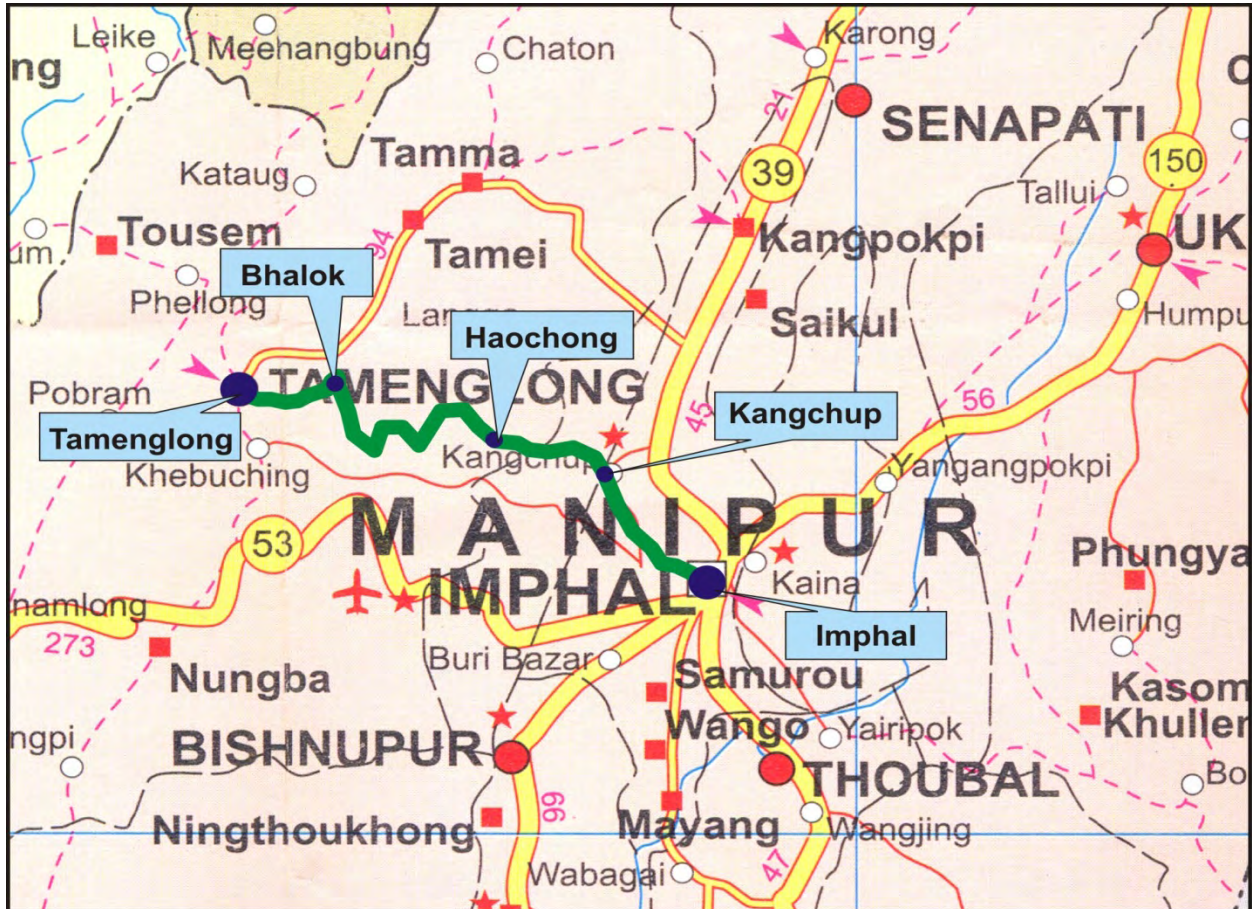 Leike
Meehangbung
Chaton
Karong
ng
21
SENAPATI
Tamma
39
150
Kataug
Tallui
Tousem
94
Tamei
Kangpokpi
UK
um
Bhalok
Phellong
Saikul
Humpu
Haochong
TAMENGLONG
Pobram
Tamenglong
45
Kangchup
56
Khebuching
Kangchup
Yangangpokpi
MANIPUR
53
Phungya
IMPHAL
Kaina
namlong
Imphal
Meiring
273
Buri Bazar
Nungba
Samurou
Kasom
Khullen
ngpi
BISHNUPUR
Wango
Yairipok
THOUBAL
Bo
99
Ningthoukhong
Mayang
Wangjing
Wabagai
47